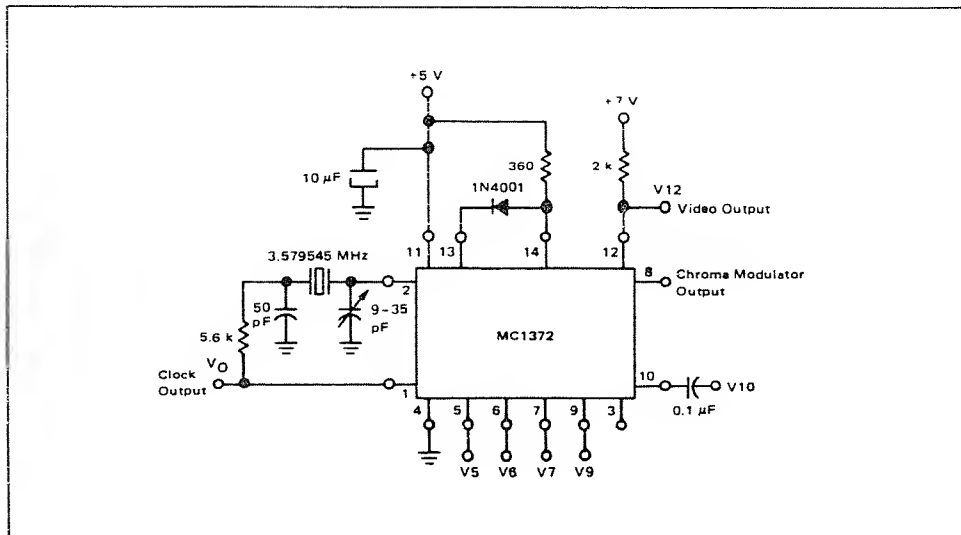 +5 V
+7 V
10 μF
360
2 k
1N4001
V12
Video Output
11
13
14
12
3.579545 MHz
2
8
Chroma Modulator
Output
50
pF
9-35
pF
MC1372
5.6 k
VO
Clock
Output
1
10
V10
0.1 μF
4
5
6
7
9
3
V5
V6
V7
V9